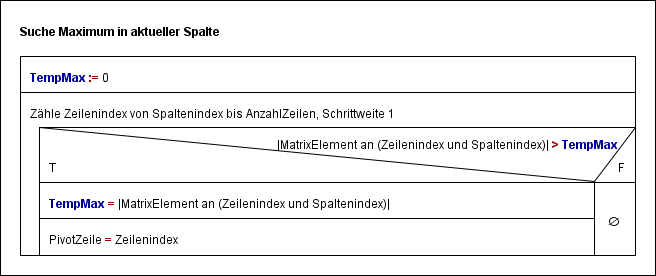 Suche Maximum in aktueller Spalte
TempMax := 0
Zähle Zeilenindex von Spaltenindex bis AnzahlZeilen, Schrittweite 1
|MatrixElement an (Zeilenindex und Spaltenindex)| > TempMax
T F
TempMax = |MatrixElement an (Zeilenindex und Spaltenindex)|
∅
PivotZeile = Zeilenindex